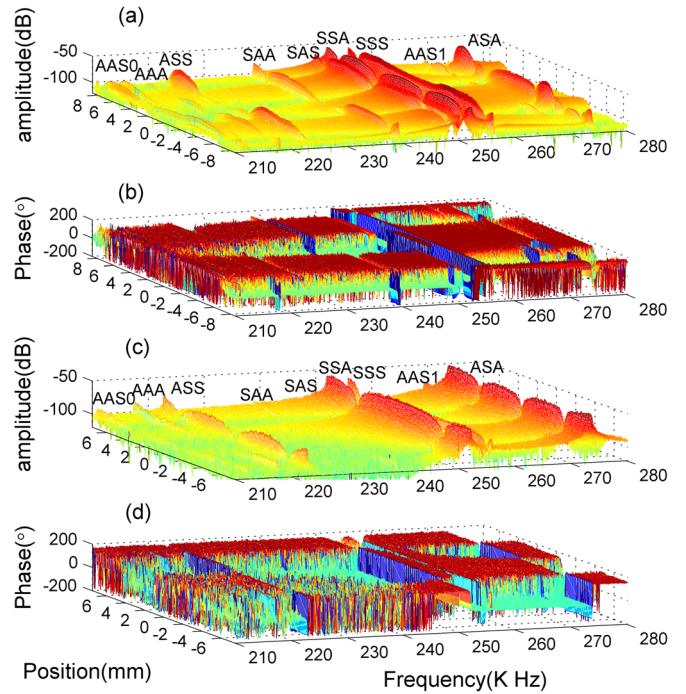 (a)
amplitude(dB)
-50
-100
AAS0
AAA
ASS
SAA
SAS
SSA
SSS
AAS1
ASA
8 6 4 2 0 -2 -4 -6 -8
210 220 230 240 250 260 270 280
(b)
Phase(°)
200
0
-200
8 6 4 2 0 -2 -4 -6 -8
210 220 230 240 250 260 270 280
(c)
amplitude(dB)
-50
-100
AAS0
AAA
ASS
SAA
SAS
SSA
SSS
AAS1
ASA
6 4 2 0 -2 -4 -6
210 220 230 240 250 260 270 280
(d)
Phase(°)
200
0
-200
6 4 2 0 -2 -4 -6
210 220 230 240 250 260 270 280
Position(mm)
Frequency(K Hz)